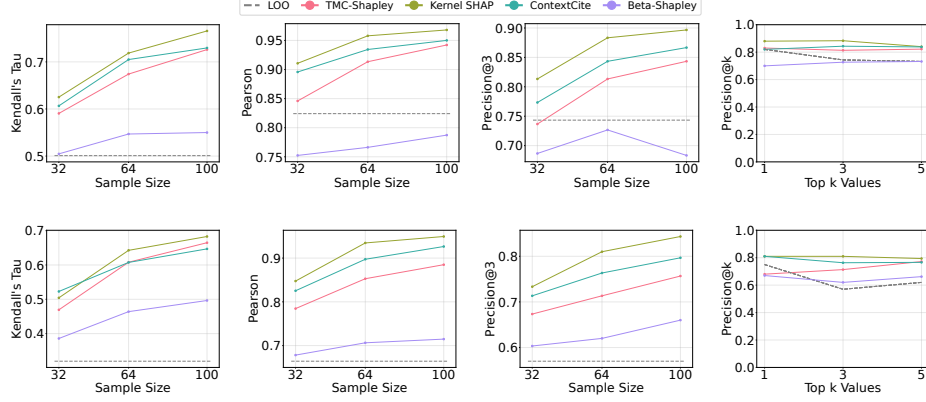 LOO TMC-Shapley Kernel SHAP ContextCite Beta-Shapley
Kendall's Tau
0.7
0.6
0.5
32 64 100
Sample Size
Pearson
0.95
0.90
0.85
0.80
0.75
32 64 100
Sample Size
Precision@3
0.90
0.85
0.80
0.75
0.70
32 64 100
Sample Size
Precision@k
1.0
0.8
0.6
0.4
0.2
0.0
1 3 5
Top k Values
Kendall's Tau
0.7
0.6
0.5
0.4
32 64 100
Sample Size
Pearson
0.9
0.8
0.7
32 64 100
Sample Size
Precision@3
0.8
0.7
0.6
32 64 100
Sample Size
Precision@k
1.0
0.8
0.6
0.4
0.2
0.0
1 3 5
Top k Values